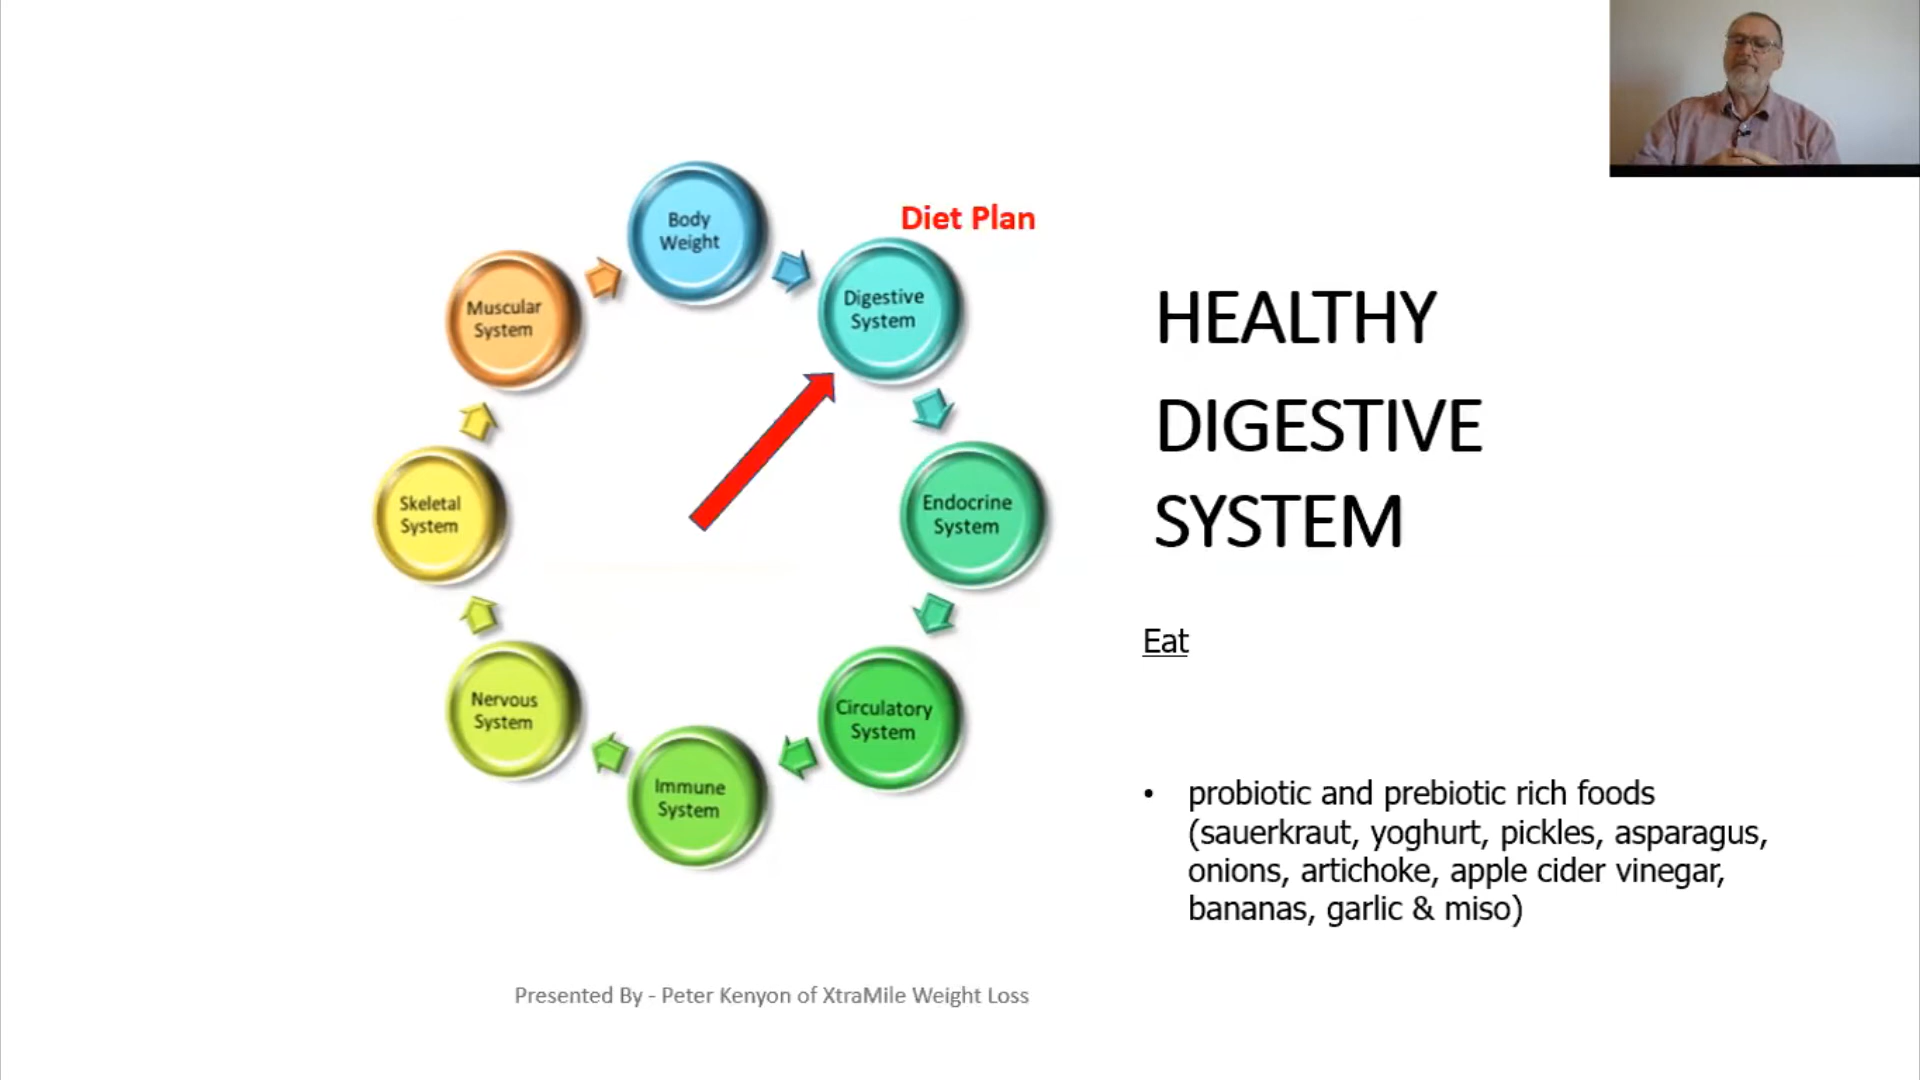 Body
Weight
Diet Plan
Digestive
System
Endocrine
System
Circulatory
System
Immune
System
Nervous
System
Skeletal
System
Muscular
System
HEALTHY
DIGESTIVE
SYSTEM
Eat
• probiotic and prebiotic rich foods
(sauerkraut, yoghurt, pickles, asparagus,
onions, artichoke, apple cider vinegar,
bananas, garlic & miso)
Presented By - Peter Kenyon of XtraMile Weight Loss